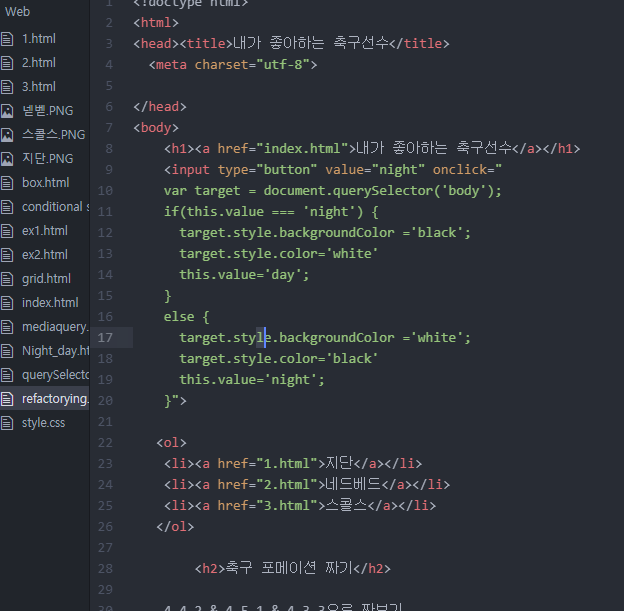 Web
1.html
2.html
3.html
넫벧.PNG
스콜스.PNG
지단.PNG
box.html
conditional s
ex1.html
ex2.html
grid.html
index.html
mediaquery.
Night_day.ht
querySelecto
refactorying.
style.css
1 <!doctype html>
2 <html>
3 <head><title>내가 좋아하는 축구선수</title>
4 <meta charset="utf-8">
5
6 </head>
7 <body>
8 <h1><a href="index.html">내가 좋아하는 축구선수</a></h1>
9 <input type="button" value="night" onclick="
10 var target = document.querySelector('body');
11 if(this.value === 'night') {
12 target.style.backgroundColor ='black';
13 target.style.color='white'
14 this.value='day';
15 }
16 else {
17 target.style.backgroundColor ='white';
18 target.style.color='black'
19 this.value='night';
20 }">
21
22 <ol>
23 <li><a href="1.html">지단</a></li>
24 <li><a href="2.html">네드베드</a></li>
25 <li><a href="3.html">스콜스</a></li>
26 </ol>
27
28 <h2>축구 포메이션 짜기</h2>
29
30 4-4-2 & 4-5-1 & 4-3-3으로 짜보기